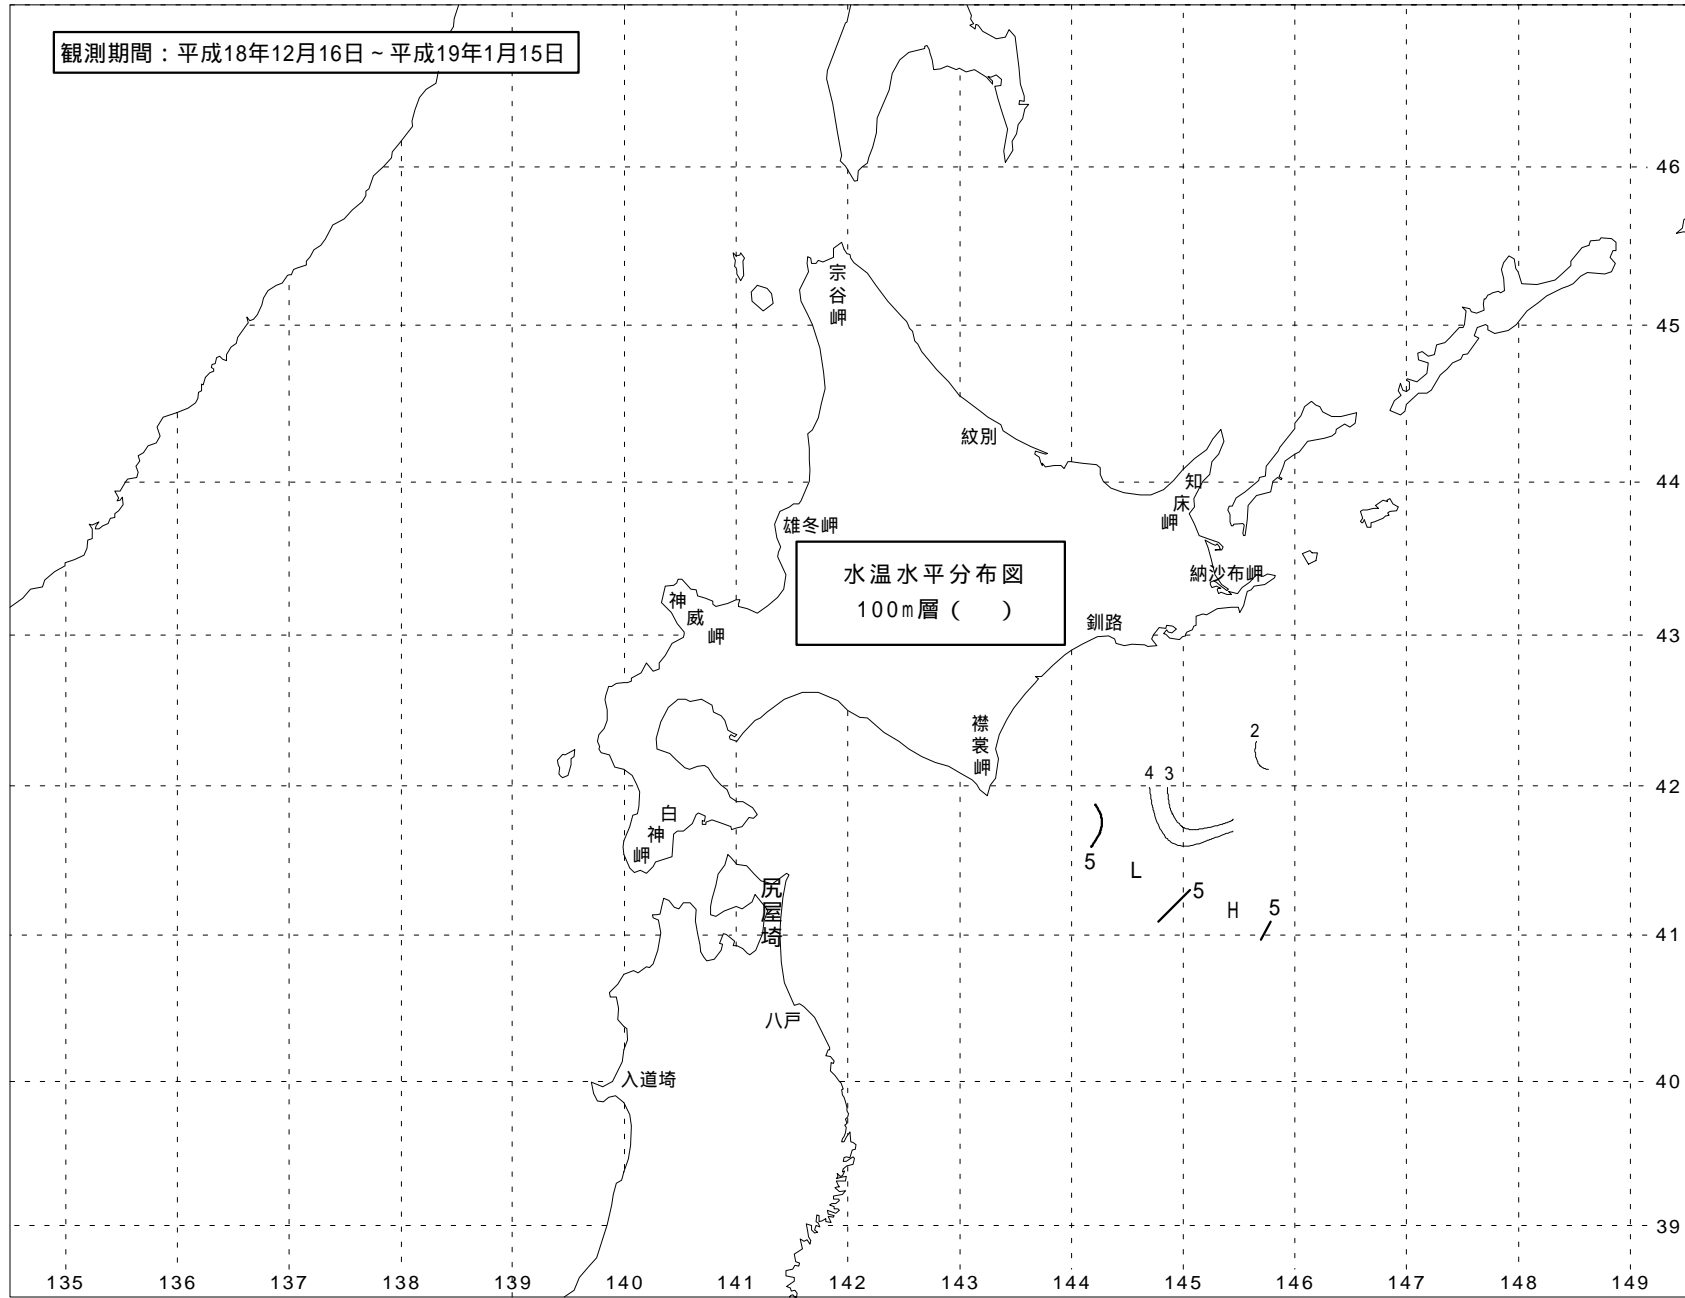 観測期間：平成18年12月16日～平成19年1月15日
46
宗谷岬
45
紋別
知床岬
44
雄冬岬
水温水平分布図
100m層（　）
納沙布岬
神威岬
釧路
43
襟裳岬
2
4 3
42
白神岬
5
L
尻屋埼
5
H
5
41
八戸
入道埼
40
39
135 136 137 138 139 140 141 142 143 144 145 146 147 148 149